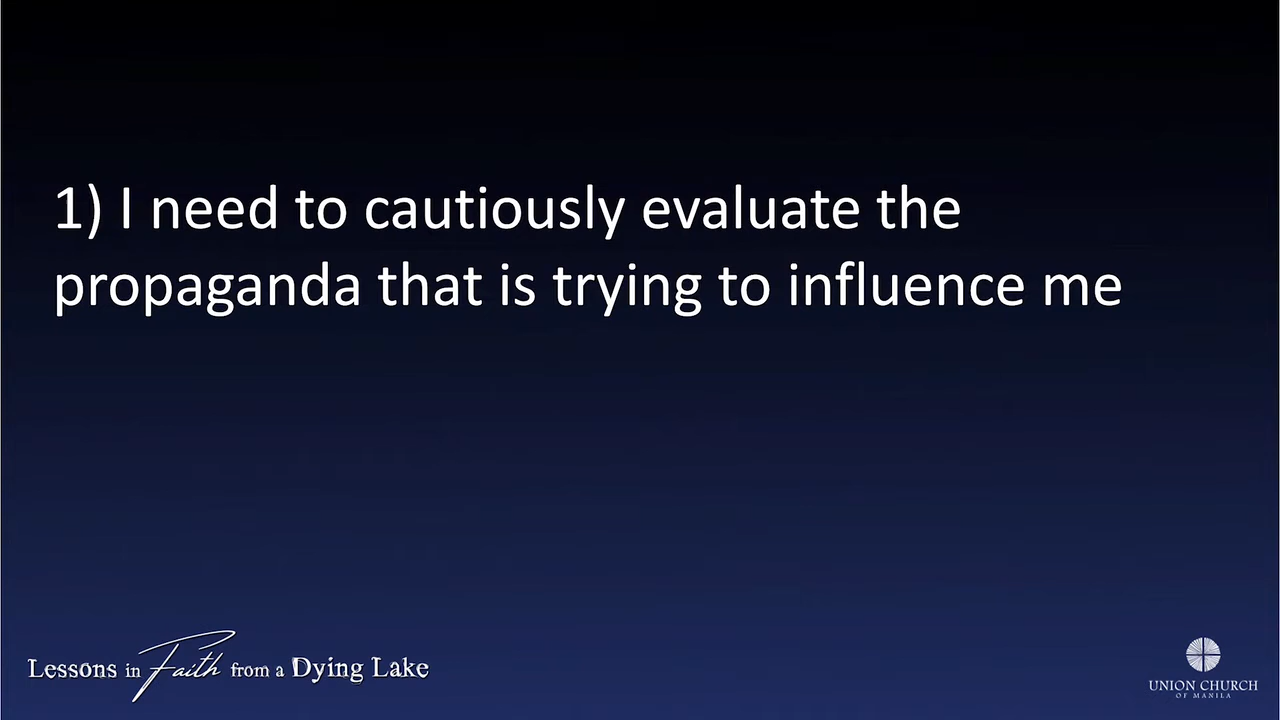 1) I need to cautiously evaluate the
propaganda that is trying to influence me
Lessons in Faith from a Dying Lake
UNION CHURCH
OF MANILA